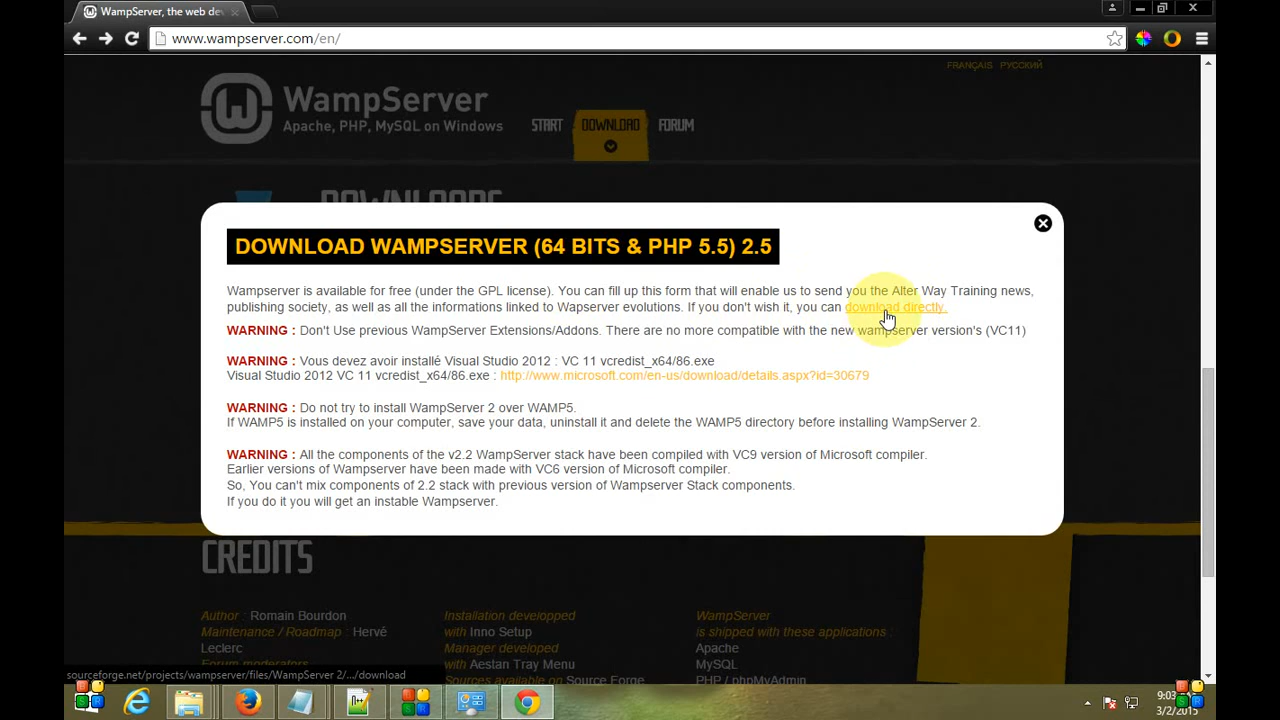 WampServer, the web de
www.wampserver.com/en/
FRANÇAIS РУССКИЙ
WampServer
Apache, PHP, MySQL on Windows
START DOWNLOAD FORUM
DOWNLOADS
DOWNLOAD WAMPSERVER (64 BITS & PHP 5.5) 2.5
Wampserver is available for free (under the GPL license). You can fill up this form that will enable us to send you the Alter Way Training news,
publishing society, as well as all the informations linked to Wapserver evolutions. If you don't wish it, you can download directly.
WARNING : Don't Use previous WampServer Extensions/Addons. There are no more compatible with the new wampserver version's (VC11)
WARNING : Vous devez avoir installé Visual Studio 2012 : VC 11 vcredist_x64/86.exe
Visual Studio 2012 VC 11 vcredist_x64/86.exe : http://www.microsoft.com/en-us/download/details.aspx?id=30679
WARNING : Do not try to install WampServer 2 over WAMP5.
If WAMP5 is installed on your computer, save your data, uninstall it and delete the WAMP5 directory before installing WampServer 2.
WARNING : All the components of the v2.2 WampServer stack have been compiled with VC9 version of Microsoft compiler.
Earlier versions of Wampserver have been made with VC6 version of Microsoft compiler.
So, You can't mix components of 2.2 stack with previous version of Wampserver Stack components.
If you do it you will get an instable Wampserver.
CREDITS
Author : Romain Bourdon
Maintenance / Roadmap : Hervé
Leclerc
Forum moderators
Installation developped
with Inno Setup
Manager developed
with Aestan Tray Menu
Sources available on Source Forge
WampServer
is shipped with these applications :
Apache
MySQL
PHP / phpMyAdmin
sourceforge.net/projects/wampserver/files/WampServer 2/.../download
9:03
3/2/2015